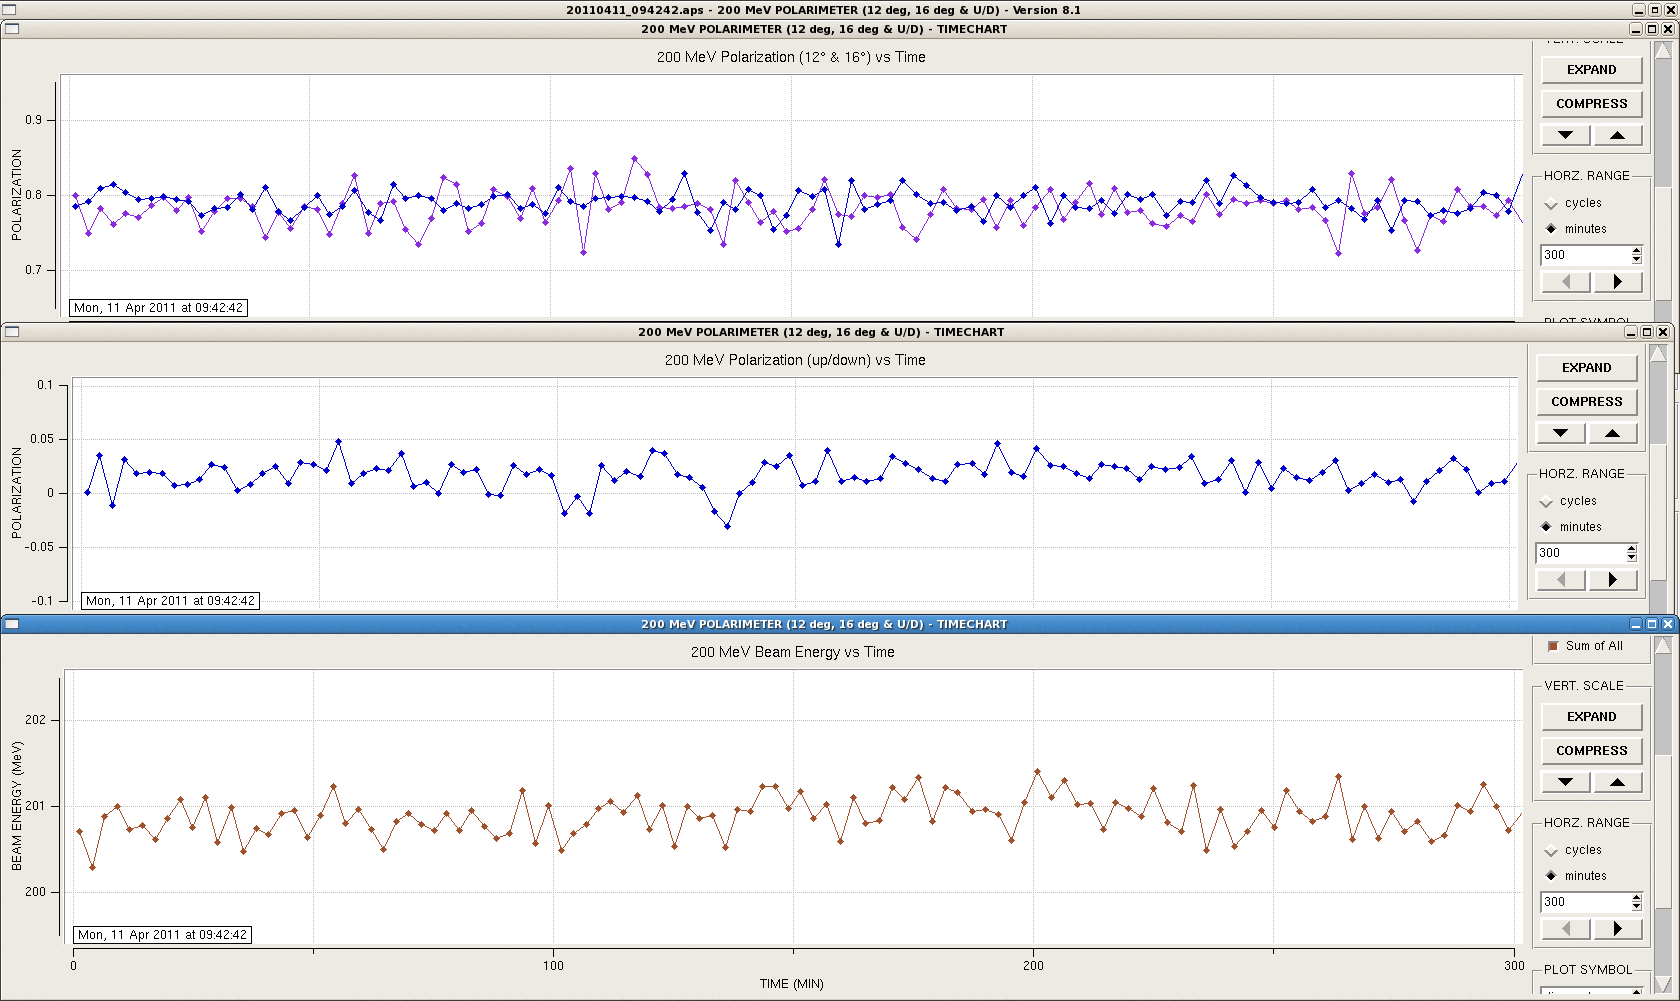 20110411_094242.aps - 200 MeV POLARIMETER (12 deg, 16 deg & U/D) - Version 8.1
200 MeV POLARIMETER (12 deg, 16 deg & U/D) - TIMECHART
200 MeV Polarization (12° & 16°) vs Time
VERT. SCALE
EXPAND
COMPRESS
HORZ. RANGE
cycles
minutes
300
PLOT SYMBOL
POLARIZATION
0.9
0.8
0.7
Mon, 11 Apr 2011 at 09:42:42
200 MeV POLARIMETER (12 deg, 16 deg & U/D) - TIMECHART
200 MeV Polarization (up/down) vs Time
EXPAND
COMPRESS
HORZ. RANGE
cycles
minutes
300
POLARIZATION
0.1
0.05
0
-0.05
-0.1
Mon, 11 Apr 2011 at 09:42:42
200 MeV POLARIMETER (12 deg, 16 deg & U/D) - TIMECHART
200 MeV Beam Energy vs Time
Sum of All
VERT. SCALE
EXPAND
COMPRESS
HORZ. RANGE
cycles
minutes
300
PLOT SYMBOL
BEAM ENERGY (MeV)
202
201
200
Mon, 11 Apr 2011 at 09:42:42
0 100 200 300
TIME (MIN)